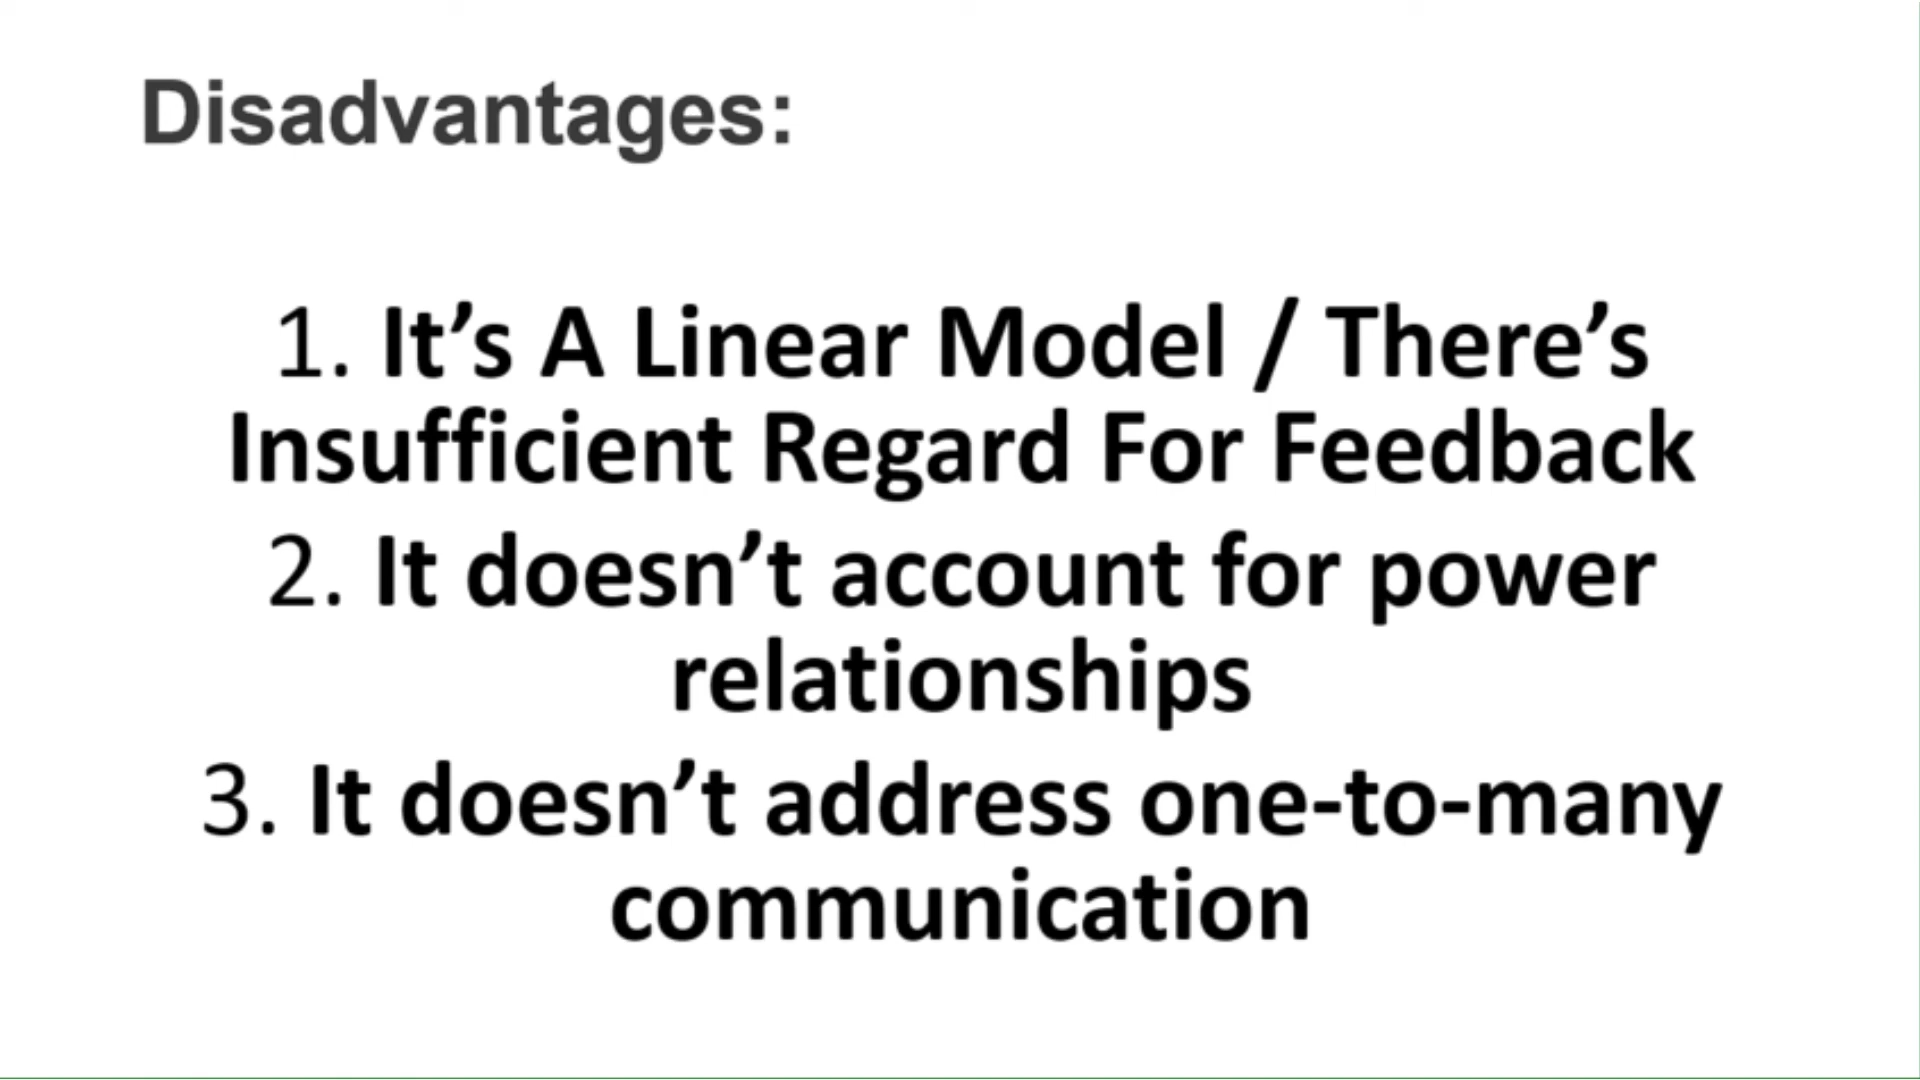 Disadvantages:
1. It’s A Linear Model / There’s
Insufficient Regard For Feedback
2. It doesn’t account for power
relationships
3. It doesn’t address one-to-many
communication